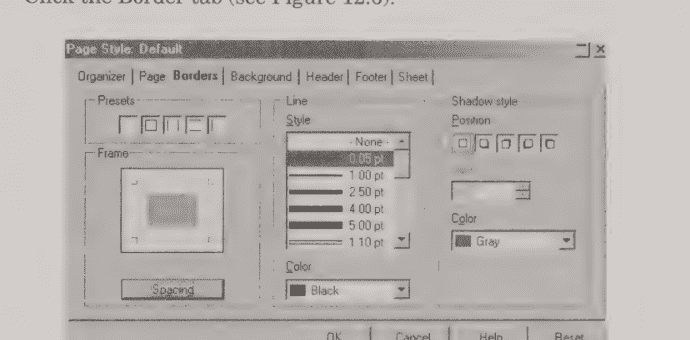 Click the Border tab (see Figure 12.6).
Page Style: Default
Organizer | Page Borders | Background | Header | Footer | Sheet |
Presets
Line
Shadow style
Style
Position
- None -
Frame
0.05 pt
1.00 pt
2.50 pt
4.00 pt
5.00 pt
1.10 pt
Color
Gray
Color
Spacing
Black
OK
Cancel
Help
Reset